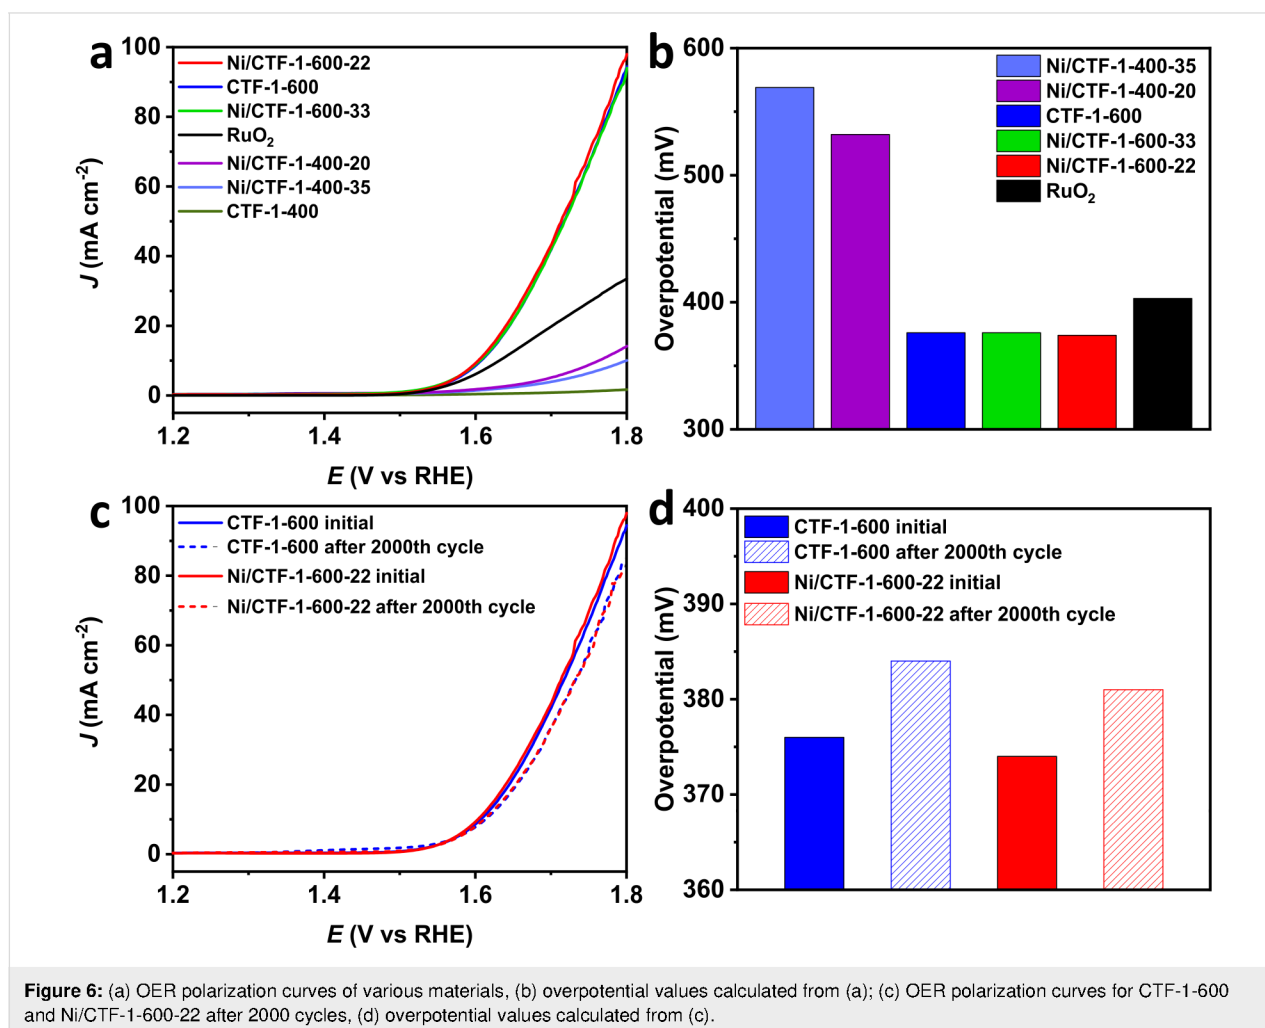 a
100
80
60
40
20
0
J (mA cm-2)
Ni/CTF-1-600-22
CTF-1-600
Ni/CTF-1-600-33
RuO2
Ni/CTF-1-400-20
Ni/CTF-1-400-35
CTF-1-400
1.2 1.4 1.6 1.8
E (V vs RHE)
b
600
500
400
300
Overpotential (mV)
Ni/CTF-1-400-35
Ni/CTF-1-400-20
CTF-1-600
Ni/CTF-1-600-33
Ni/CTF-1-600-22
RuO2
c
100
80
60
40
20
0
J (mA cm-2)
CTF-1-600 initial
CTF-1-600 after 2000th cycle
Ni/CTF-1-600-22 initial
Ni/CTF-1-600-22 after 2000th cycle
1.2 1.4 1.6 1.8
E (V vs RHE)
d
400
390
380
370
360
Overpotential (mV)
CTF-1-600 initial
CTF-1-600 after 2000th cycle
Ni/CTF-1-600-22 initial
Ni/CTF-1-600-22 after 2000th cycle
Figure 6: (a) OER polarization curves of various materials, (b) overpotential values calculated from (a); (c) OER polarization curves for CTF-1-600
and Ni/CTF-1-600-22 after 2000 cycles, (d) overpotential values calculated from (c).